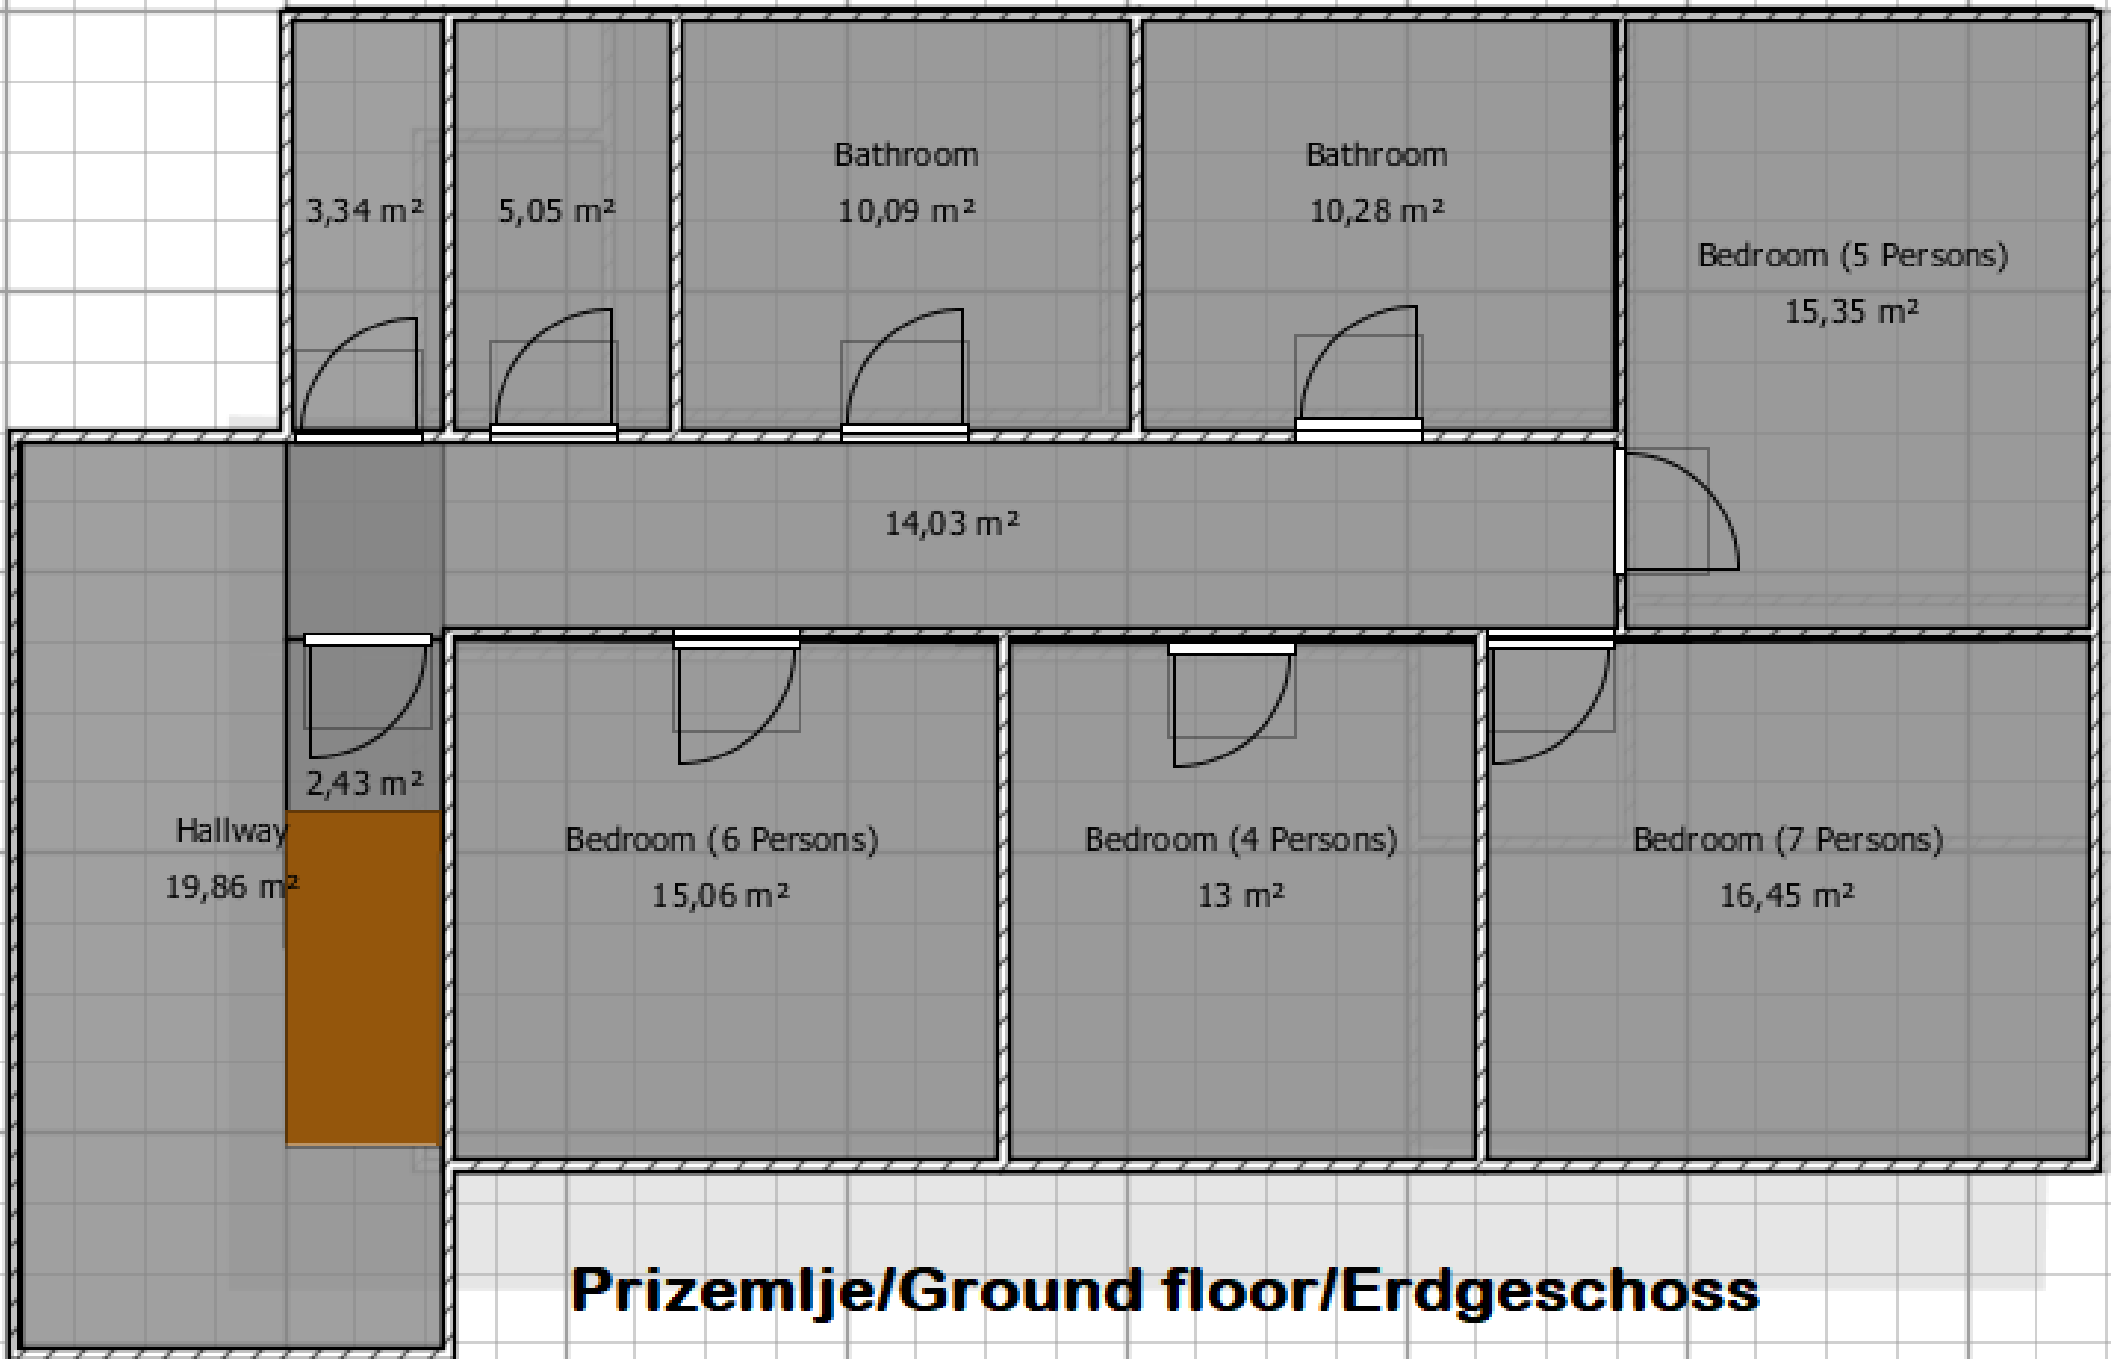 Bathroom
10,09 m²
Bathroom
10,28 m²
3,34 m²
5,05 m²
Bedroom (5 Persons)
15,35 m²
14,03 m²
2,43 m²
Hallway
19,86 m²
Bedroom (6 Persons)
15,06 m²
Bedroom (4 Persons)
13 m²
Bedroom (7 Persons)
16,45 m²
Prizemlje/Ground floor/Erdgeschoss